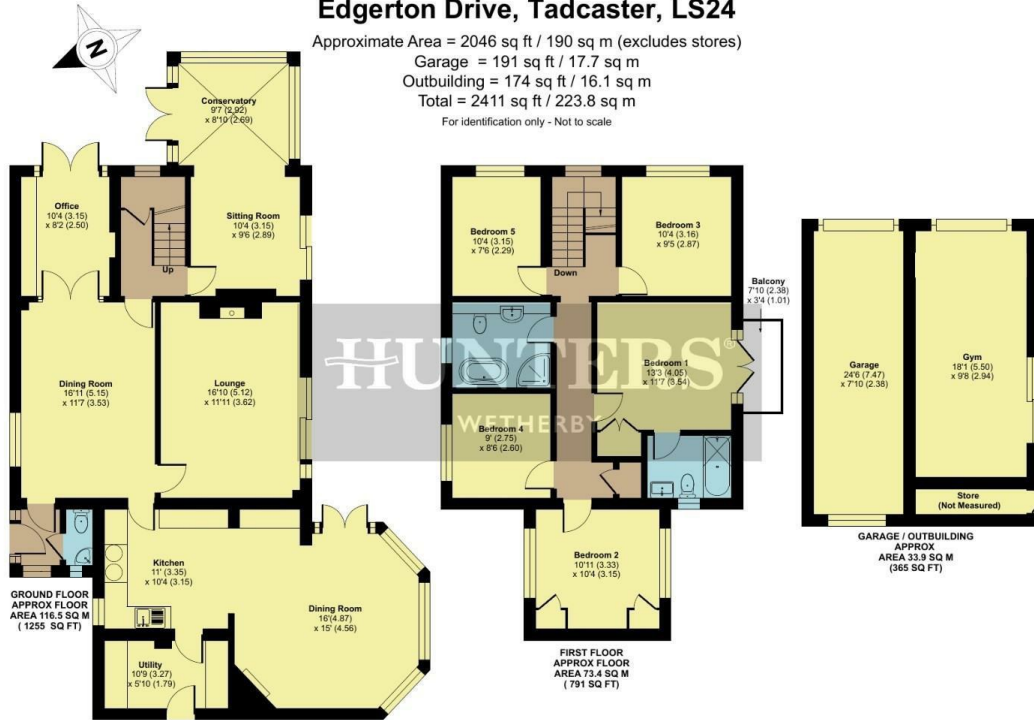 Edgerton Drive, Tadcaster, LS24
Approximate Area = 2046 sq ft / 190 sq m (excludes stores)
Garage = 191 sq ft / 17.7 sq m
Outbuilding = 174 sq ft / 16.1 sq m
Total = 2411 sq ft / 223.8 sq m
For identification only - Not to scale
N
Conservatory
9'7 (2.92)
x 8'10 (2.69)
Office
10'4 (3.15)
x 8'2 (2.50)
Sitting Room
10'4 (3.15)
x 9'6 (2.89)
Up
Dining Room
16'11 (5.15)
x 11'7 (3.53)
Lounge
16'10 (5.12)
x 11'11 (3.62)
Kitchen
11' (3.35)
x 10'4 (3.15)
Dining Room
16'(4.87)
x 15' (4.56)
Utility
10'9 (3.27)
x 5'10 (1.79)
GROUND FLOOR
APPROX FLOOR
AREA 116.5 SQ M
( 1255 SQ FT)
Bedroom 5
10'4 (3.15)
x 7'6 (2.29)
Down
Bedroom 3
10'4 (3.16)
x 9'5 (2.87)
Balcony
7'10 (2.38)
x 3'4 (1.01)
Bedroom 1
13'3 (4.05)
x 11'7 (3.54)
Bedroom 4
9' (2.75)
x 8'6 (2.60)
Bedroom 2
10'11 (3.33)
x 10'4 (3.15)
FIRST FLOOR
APPROX FLOOR
AREA 73.4 SQ M
( 791 SQ FT)
HUNTERS®
WETHERBY
Garage
24'6 (7.47)
x 7'10 (2.38)
Gym
18'1 (5.50)
x 9'8 (2.94)
Store
(Not Measured)
GARAGE / OUTBUILDING
APPROX
AREA 33.9 SQ M
(365 SQ FT)